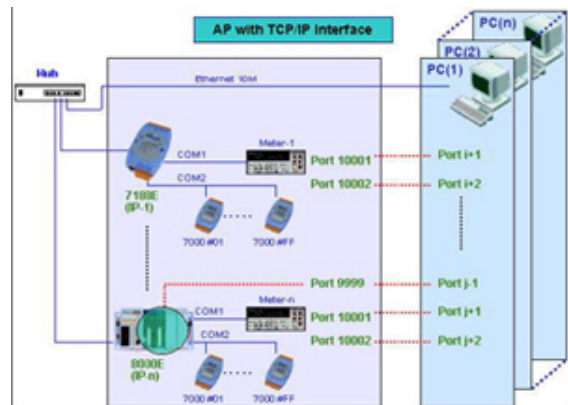 AP with TCP/IP Interface
PC(n)
PC(2)
PC(1)
Hub
Ethernet 10M
Meter-1
COM1
Port 10001
Port i+1
COM2
Port 10002
Port i+2
7188E
(IP-1)
7000 #01
7000 #FF
Port 9999
Port j-1
Meter-n
COM1
Port 10001
Port j+1
COM2
Port 10002
Port j+2
8000E
(IP-n)
7000 #01
7000 #FF